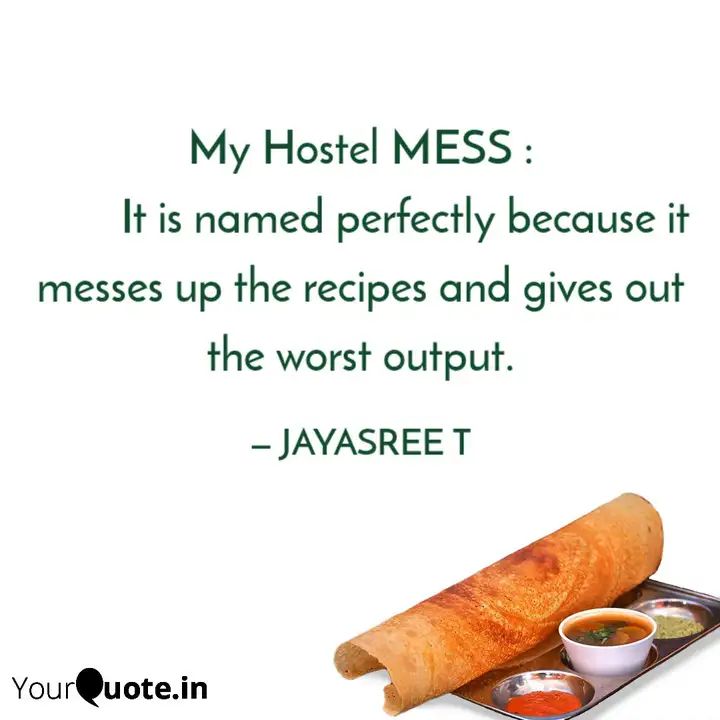 My Hostel MESS :
It is named perfectly because it
messes up the recipes and gives out
the worst output.
– JAYASREE T
YourQuote.in